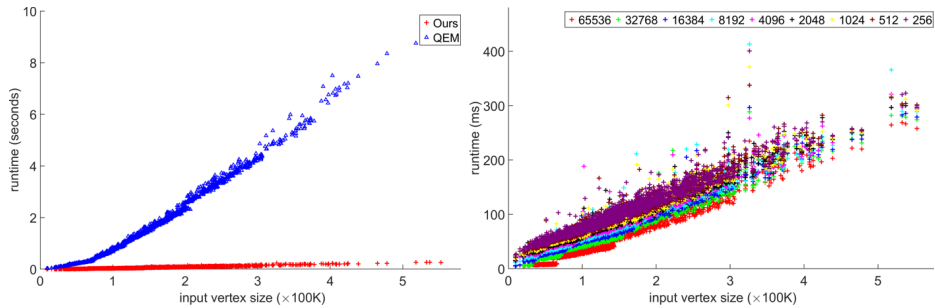 Ours
QEM
10
8
6
4
2
0
runtime (seconds)
1 2 3 4 5
input vertex size (×100K)
65536 32768 16384 8192 4096 2048 1024 512 256
400
300
200
100
0
runtime (ms)
0 1 2 3 4 5
input vertex size (×100K)